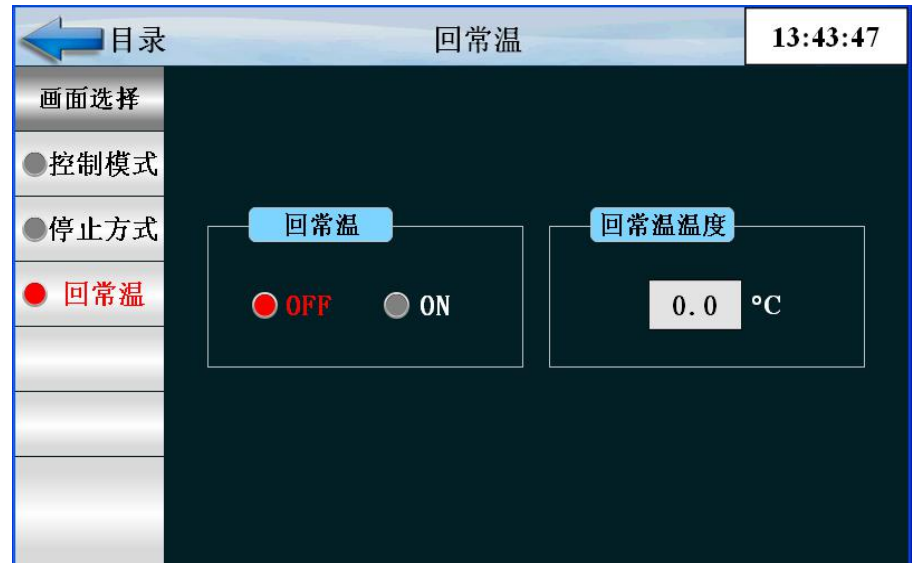 目录 回常温 13:43:47
画面选择
控制模式
停止方式
回常温
回常温 回常温温度
OFF ON 0.0 °C